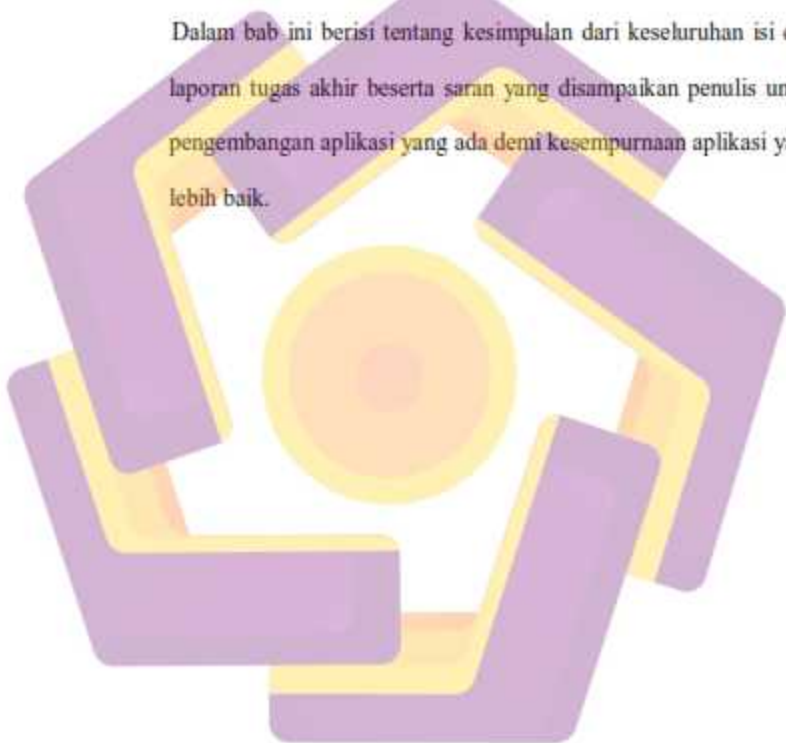 Dalam bab ini berisi tentang kesimpulan dari keseluruhan isi
laporan tugas akhir beserta saran yang disampaikan penulis
pengembangan aplikasi yang ada demi kesempurnaan aplikasi
lebih baik.